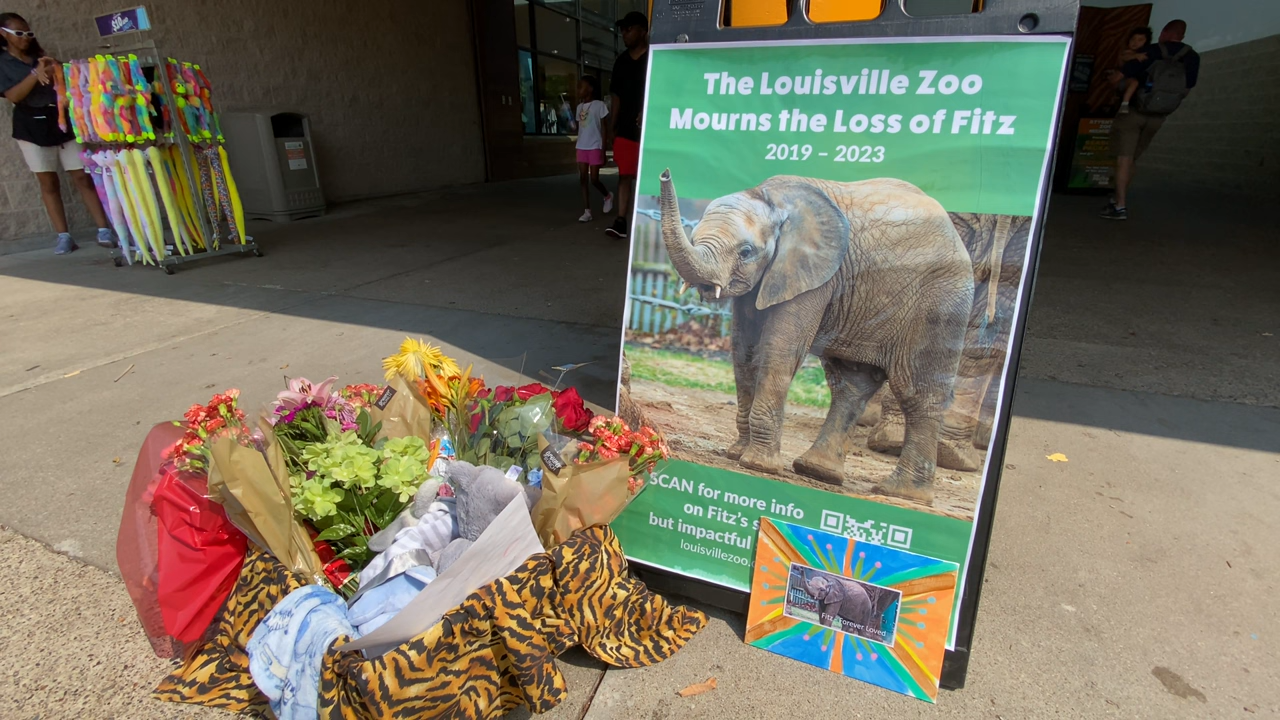 The Louisville Zoo
Mourns the Loss of Fitz
2019 – 2023
SCAN for more info
on Fitz's s
but impactful
louisvillezoo.
Fitz Forever Loved